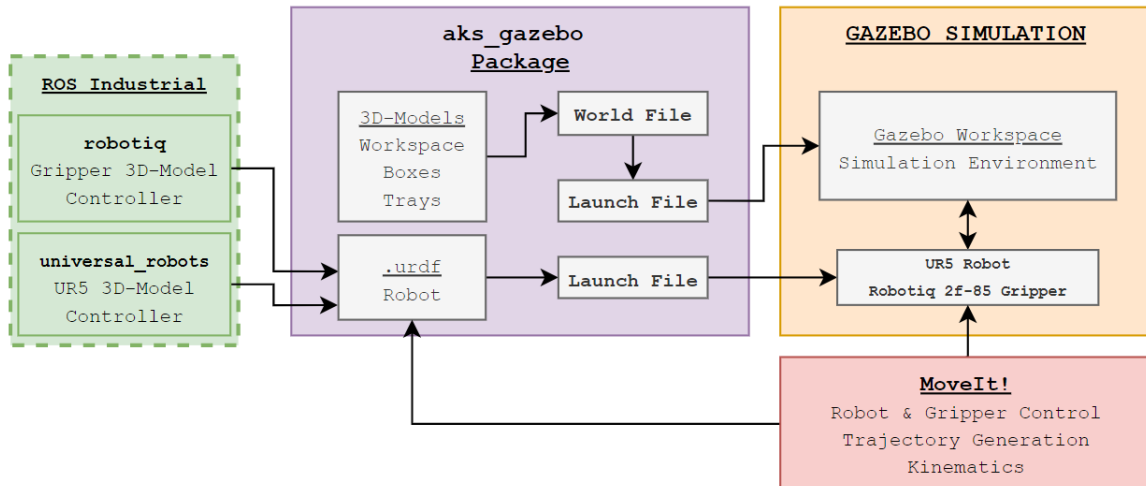 ROS Industrial
robotiq
Gripper 3D-Model
Controller
universal_robots
UR5 3D-Model
Controller
aks_gazebo
Package
3D-Models
Workspace
Boxes
Trays
World File
Launch File
.urdf
Robot
Launch File
GAZEBO SIMULATION
Gazebo Workspace
Simulation Environment
UR5 Robot
Robotiq 2f-85 Gripper
MoveIt!
Robot & Gripper Control
Trajectory Generation
Kinematics